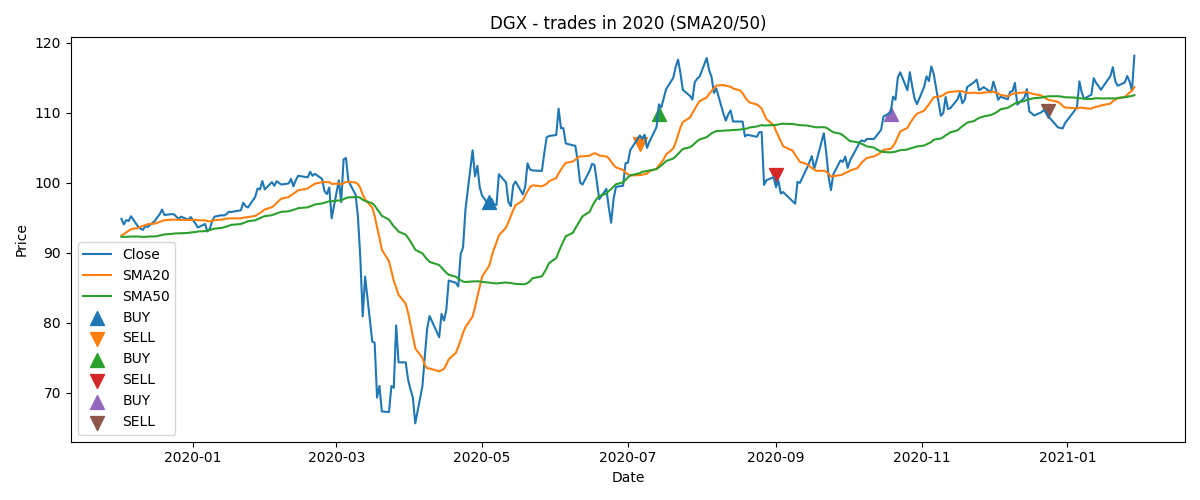 DGX - trades in 2020 (SMA20/50)
120
110
100
90
80
70
Price
Close
SMA20
SMA50
BUY
SELL
BUY
SELL
BUY
SELL
2020-01
2020-03
2020-05
2020-07
2020-09
2020-11
2021-01
Date